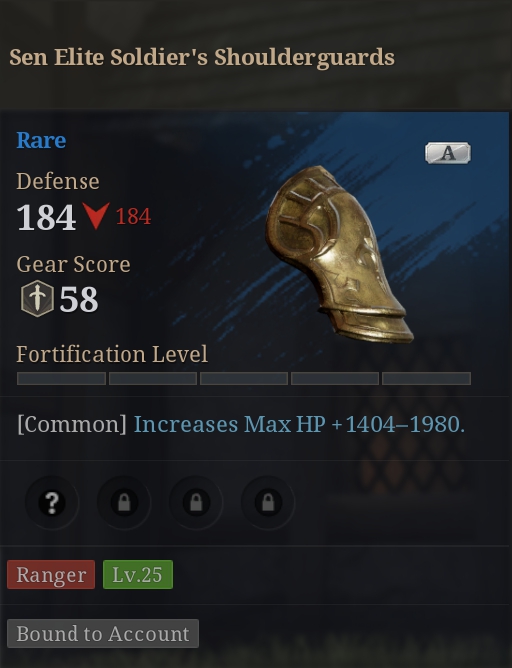 Sen Elite Soldier's Shoulderguards
Rare
A
Defense
184 184
Gear Score
58
Fortification Level
[Common] Increases Max HP +1404–1980.
?
Ranger Lv.25
Bound to Account